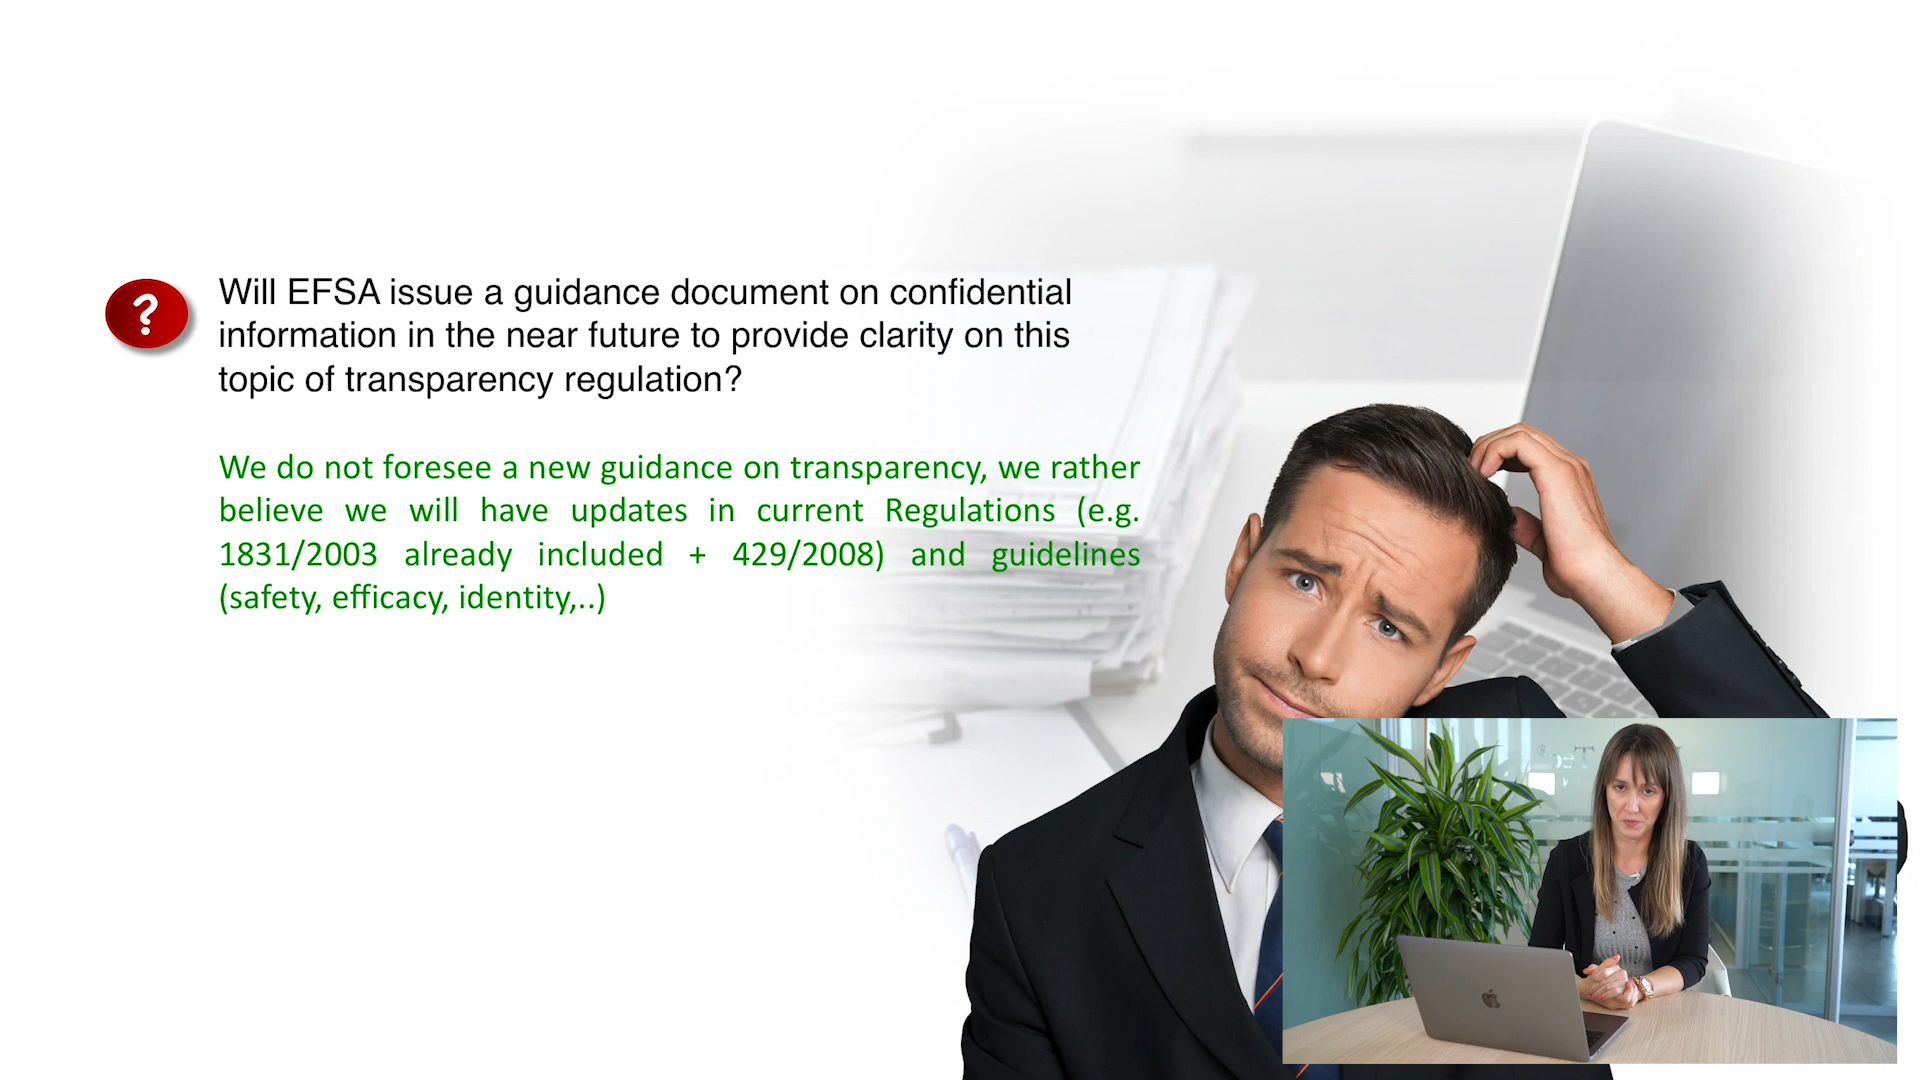 ?
Will EFSA issue a guidance document on confidential
information in the near future to provide clarity on this
topic of transparency regulation?
We do not foresee a new guidance on transparency, we rather
believe we will have updates in current Regulations (e.g.
1831/2003 already included + 429/2008) and guidelines
(safety, efficacy, identity,..)